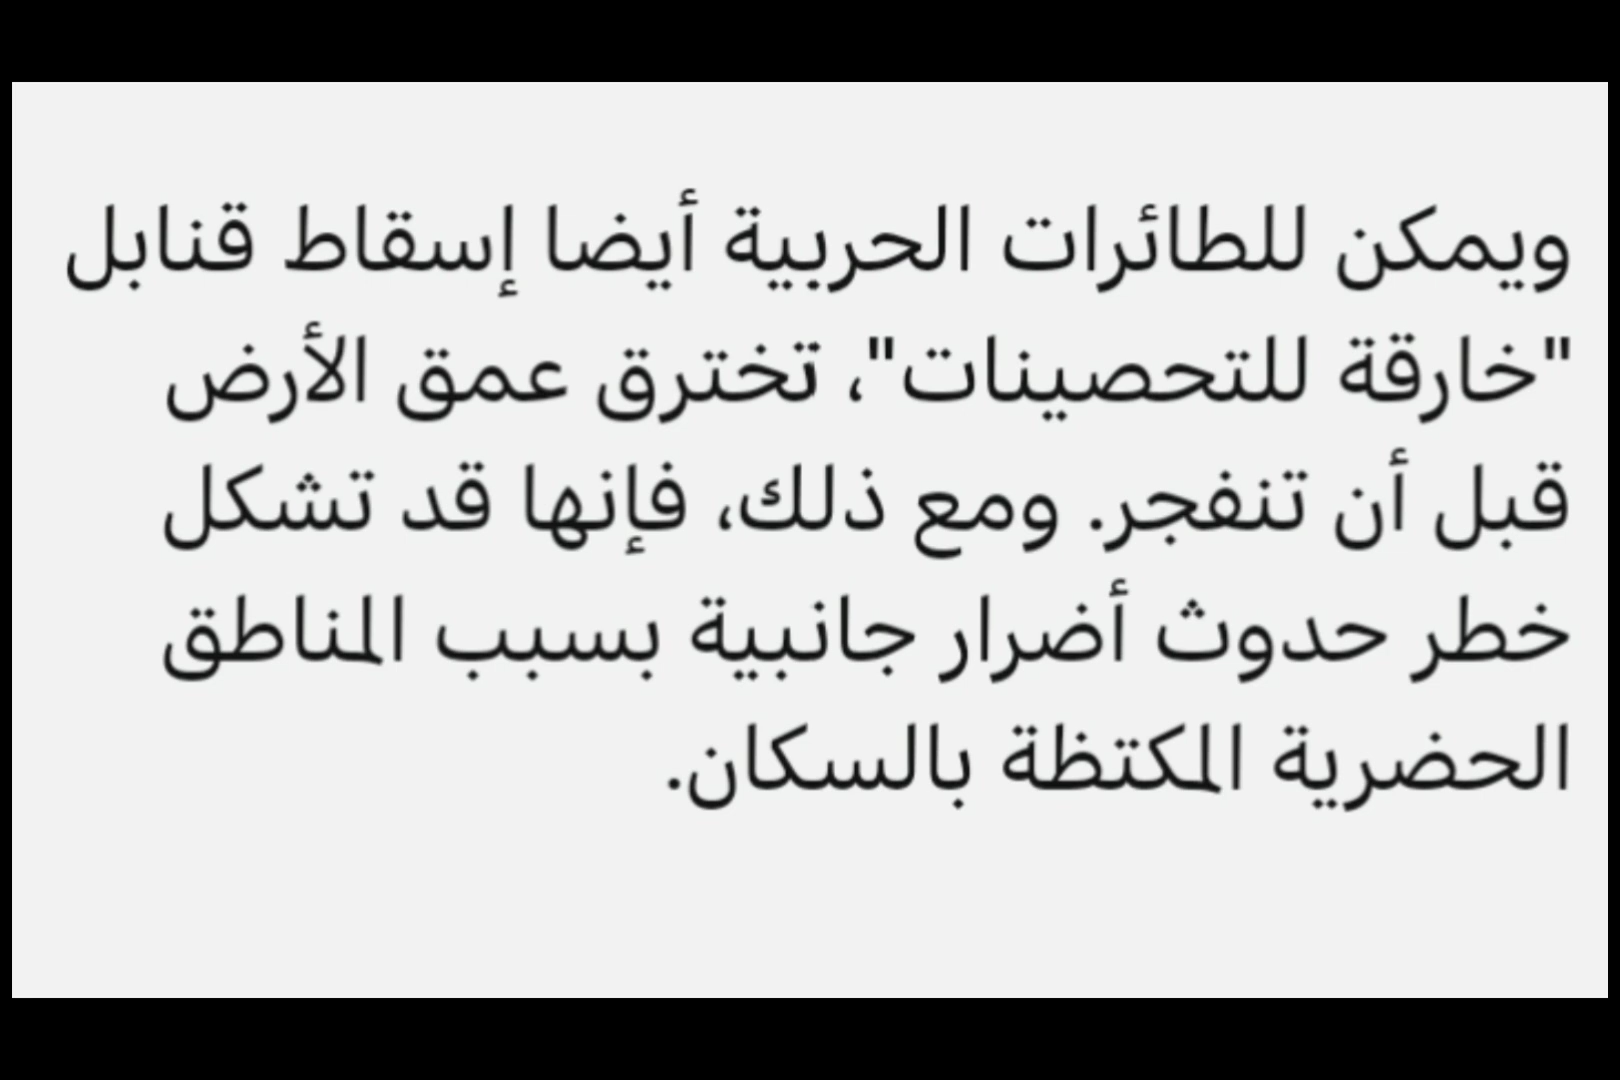 ويمكن للطائرات الحربية أيضا إسقاط قنابل
"خارقة للتحصينات"، تخترق عمق الأرض
قبل أن تنفجر. ومع ذلك، فإنها قد تشكل
خطر حدوث أضرار جانبية بسبب المناطق
الحضرية المكتظة بالسكان.